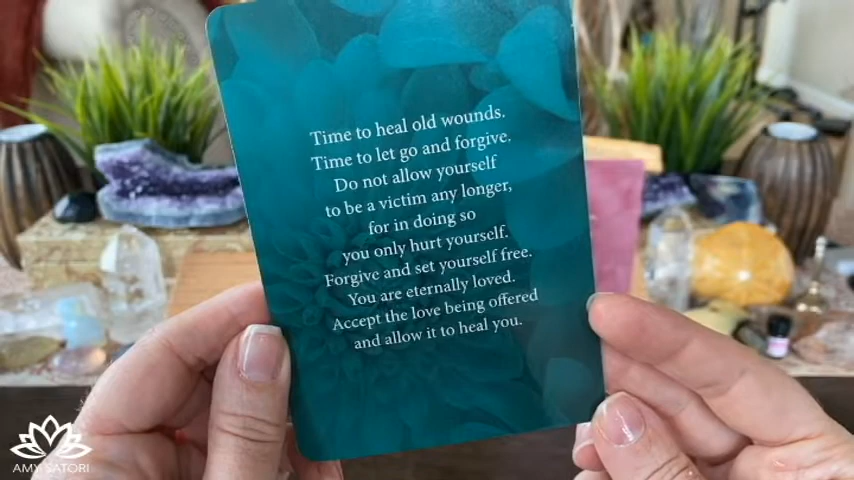 Time to heal old wounds.
Time to let go and forgive.
Do not allow yourself
to be a victim any longer,
for in doing so
you only hurt yourself.
Forgive and set yourself free.
You are eternally loved.
Accept the love being offered
and allow it to heal you.
AMY SATORI